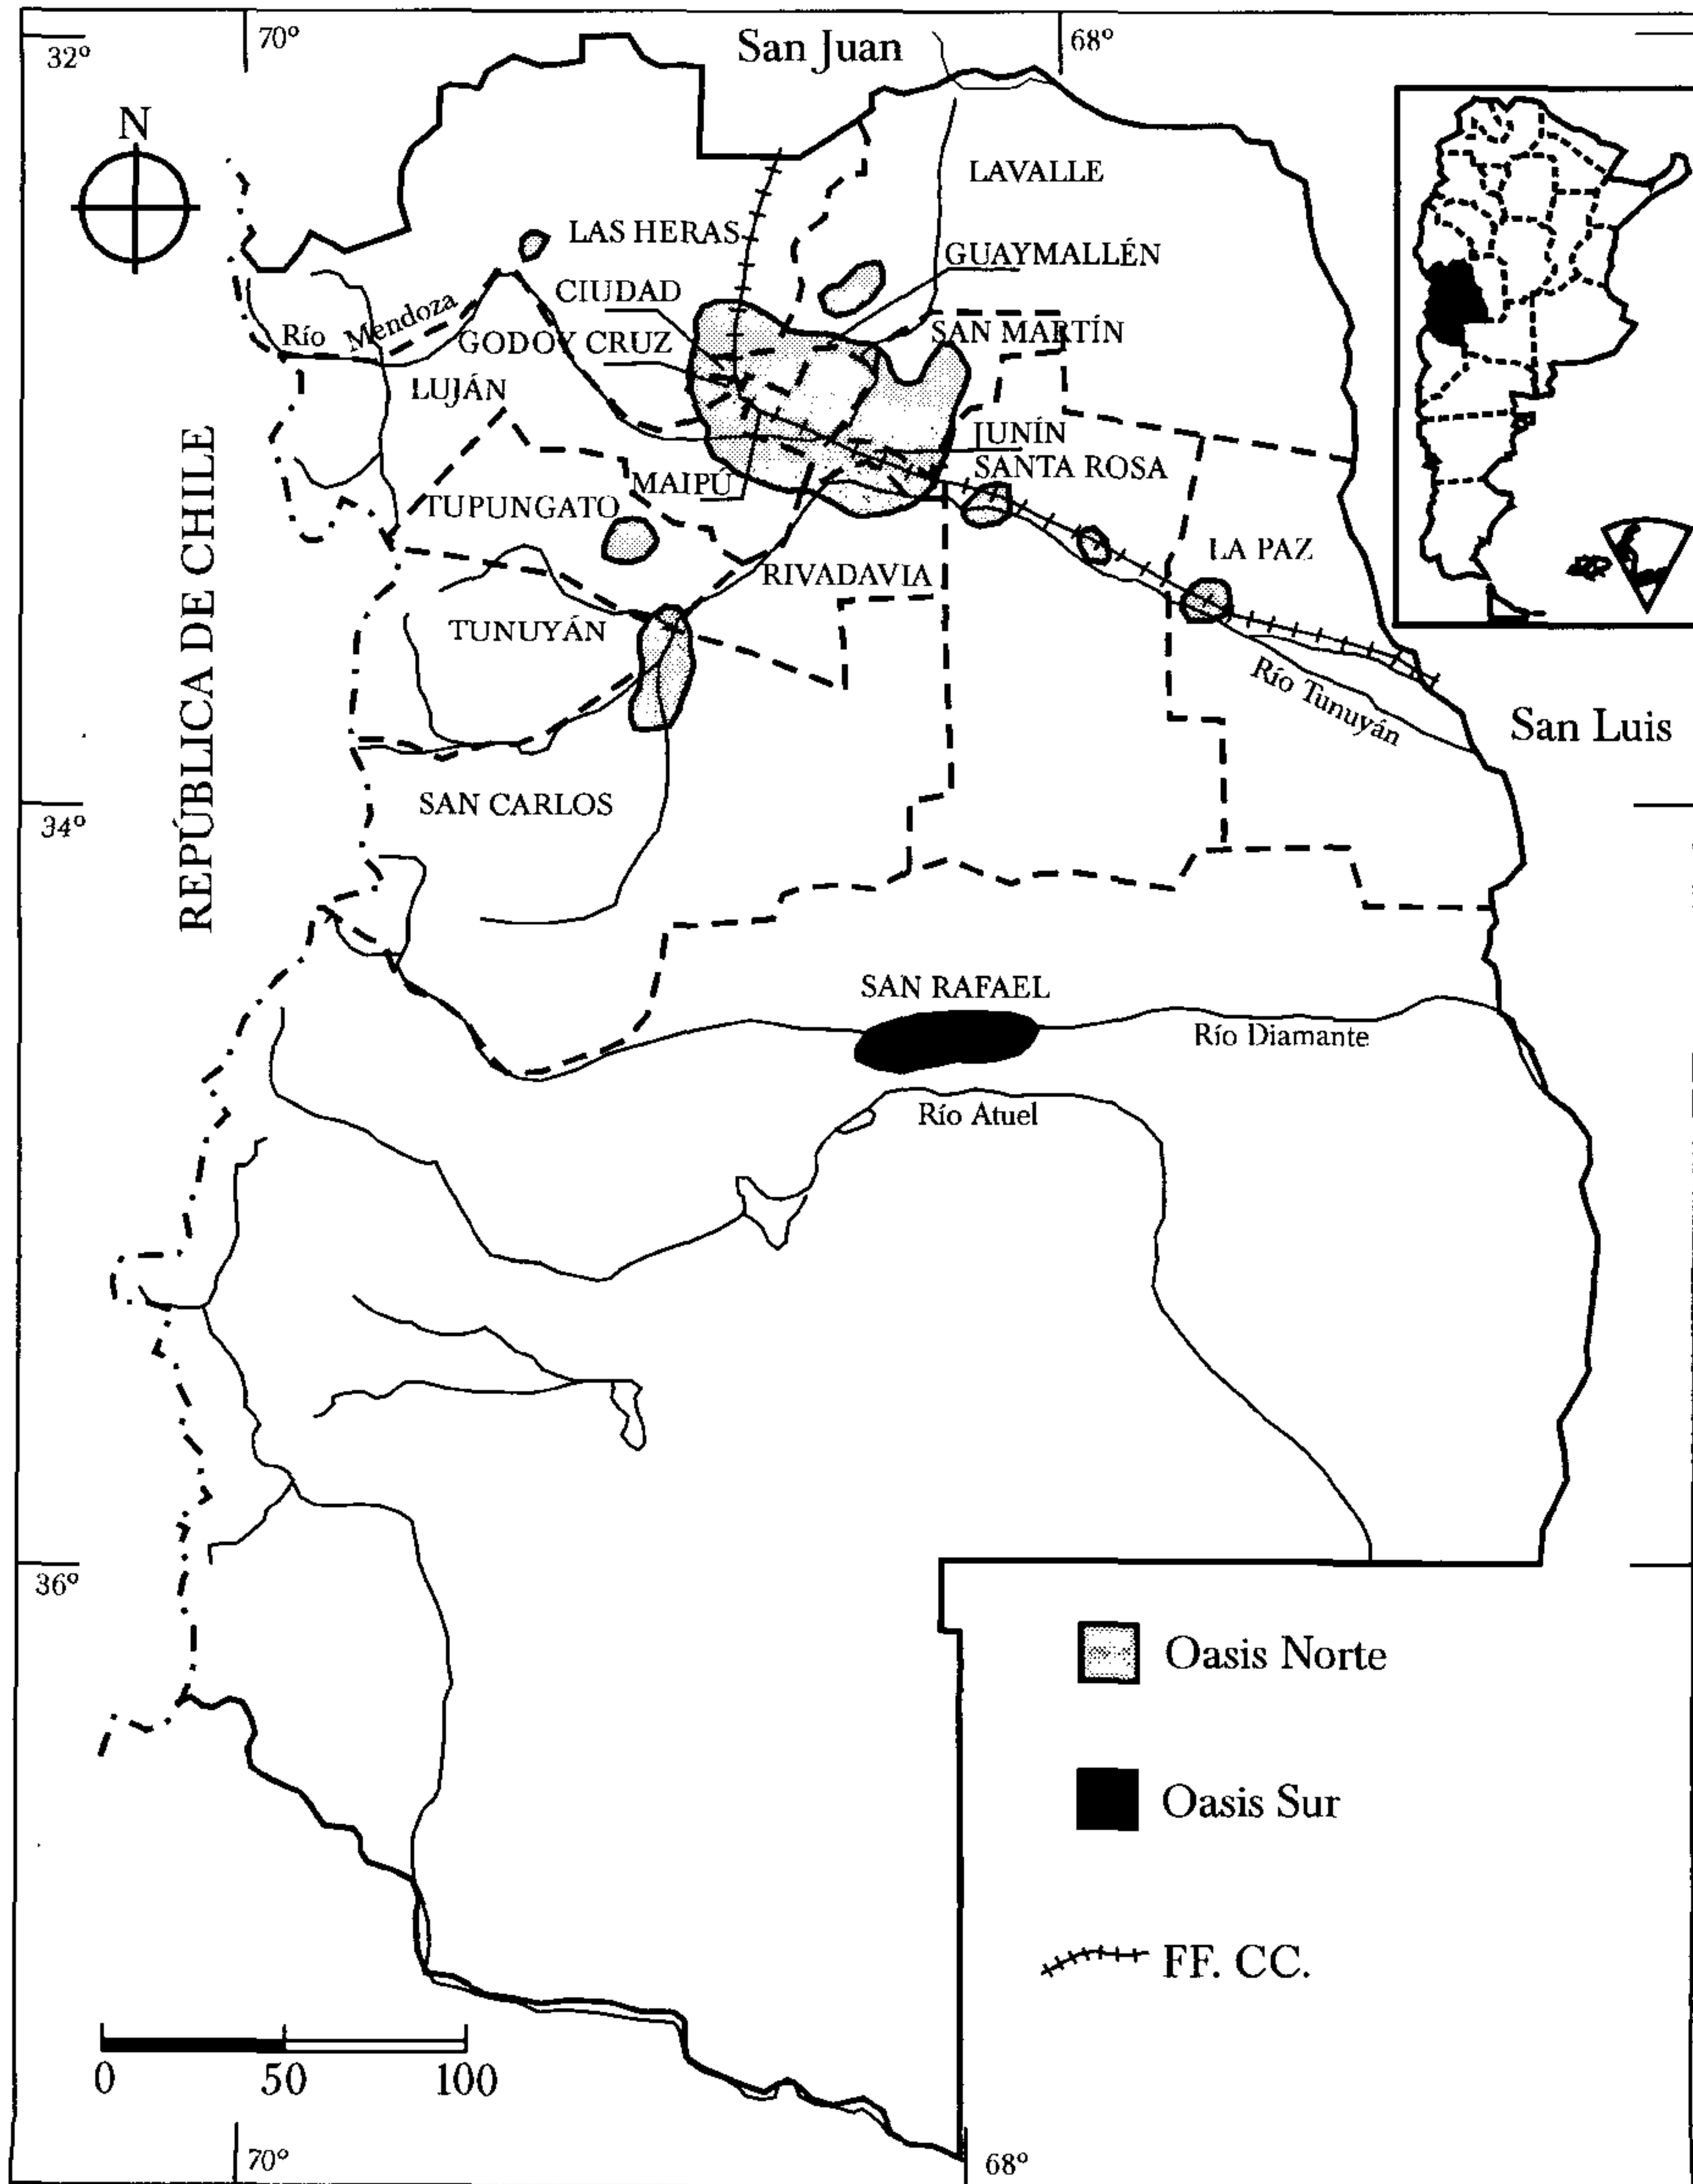 70°
San Juan
68°
32°
N
LAVALLE
LAS HERAS
GUAYMALLÉN
CIUDAD
Río Mendoza
SAN MARTÍN
GODOY CRUZ
LUJÁN
JUNÍN
SANTA ROSA
MAIPÚ
TUPUNGATO
LA PAZ
RIVADAVIA
TUNUYÁN
REPÚBLICA DE CHILE
Río Tunuyán
San Luis
SAN CARLOS
34°
SAN RAFAEL
Río Diamante
Río Atuel
36°
Oasis Norte
Oasis Sur
FF. CC.
0 50 100
70°
68°